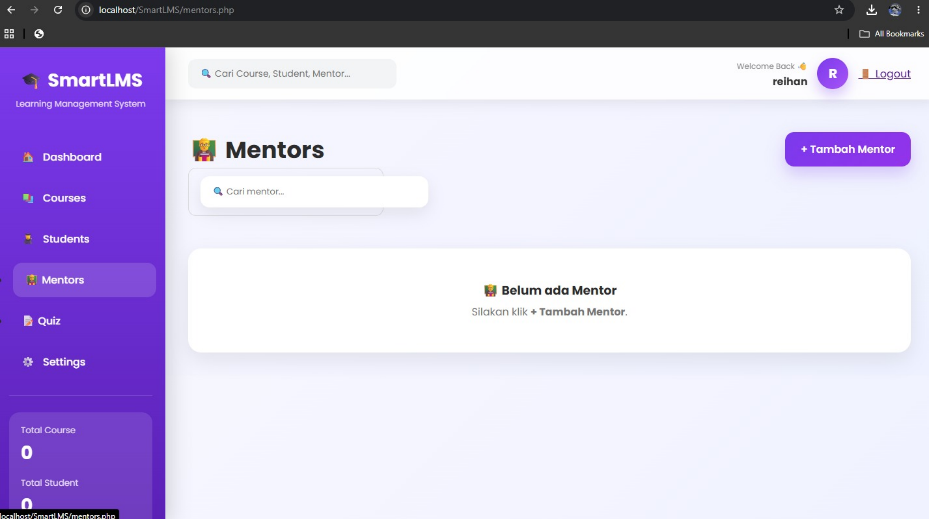 localhost/SmartLMS/mentors.php
All Bookmarks
SmartLMS
Learning Management System
Cari Course, Student, Mentor...
Welcome Back
reihan
R
Logout
Dashboard
Courses
Students
Mentors
Quiz
Settings
Total Course
0
Total Student
0
Mentors
+ Tambah Mentor
Cari mentor...
Belum ada Mentor
Silakan klik + Tambah Mentor.
localhost/SmartLMS/mentors.php